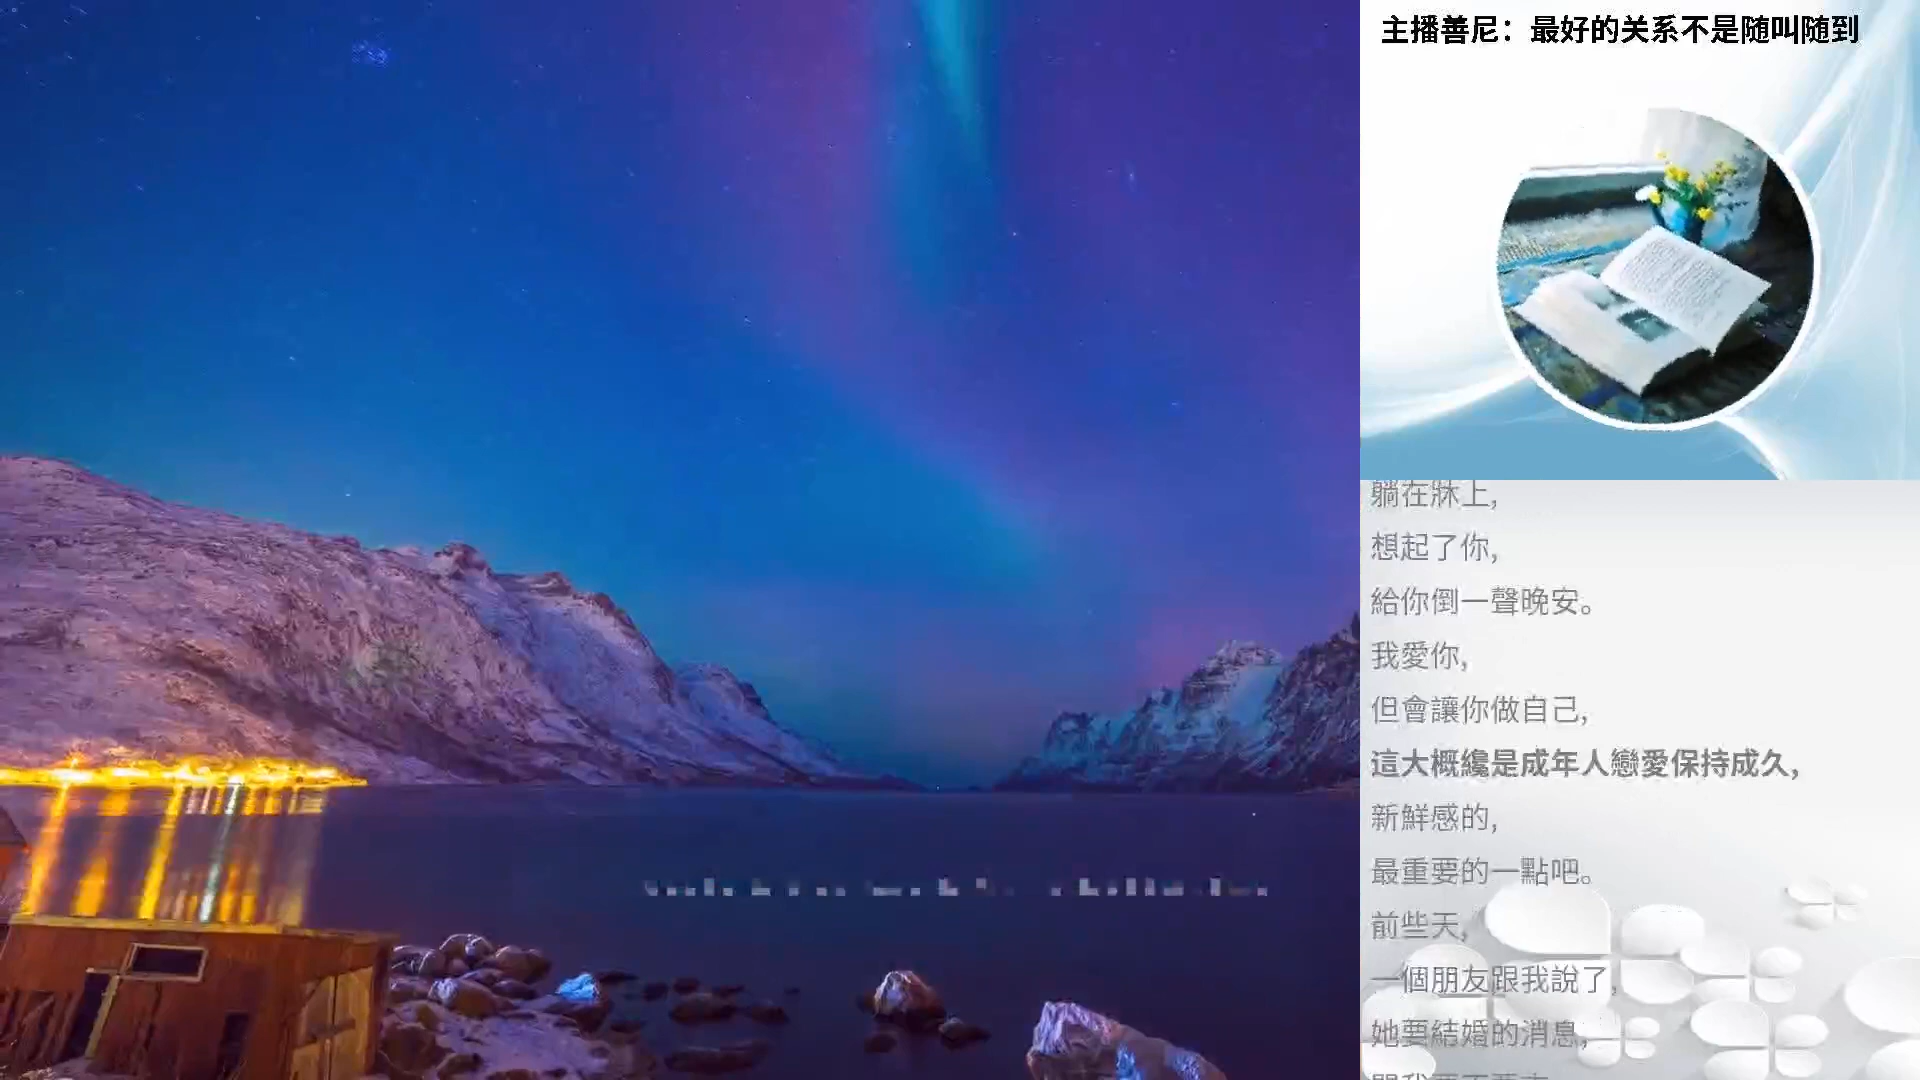 主播善尼：最好的关系不是随叫随到
躺在牀上,
想起了你,
給你倒一聲晚安。
我愛你,
但會讓你做自己,
這大概纔是成年人戀愛保持成久,
新鮮感的,
最重要的一點吧。
前些天,
一個朋友跟我說了,
她要結婚的消息,